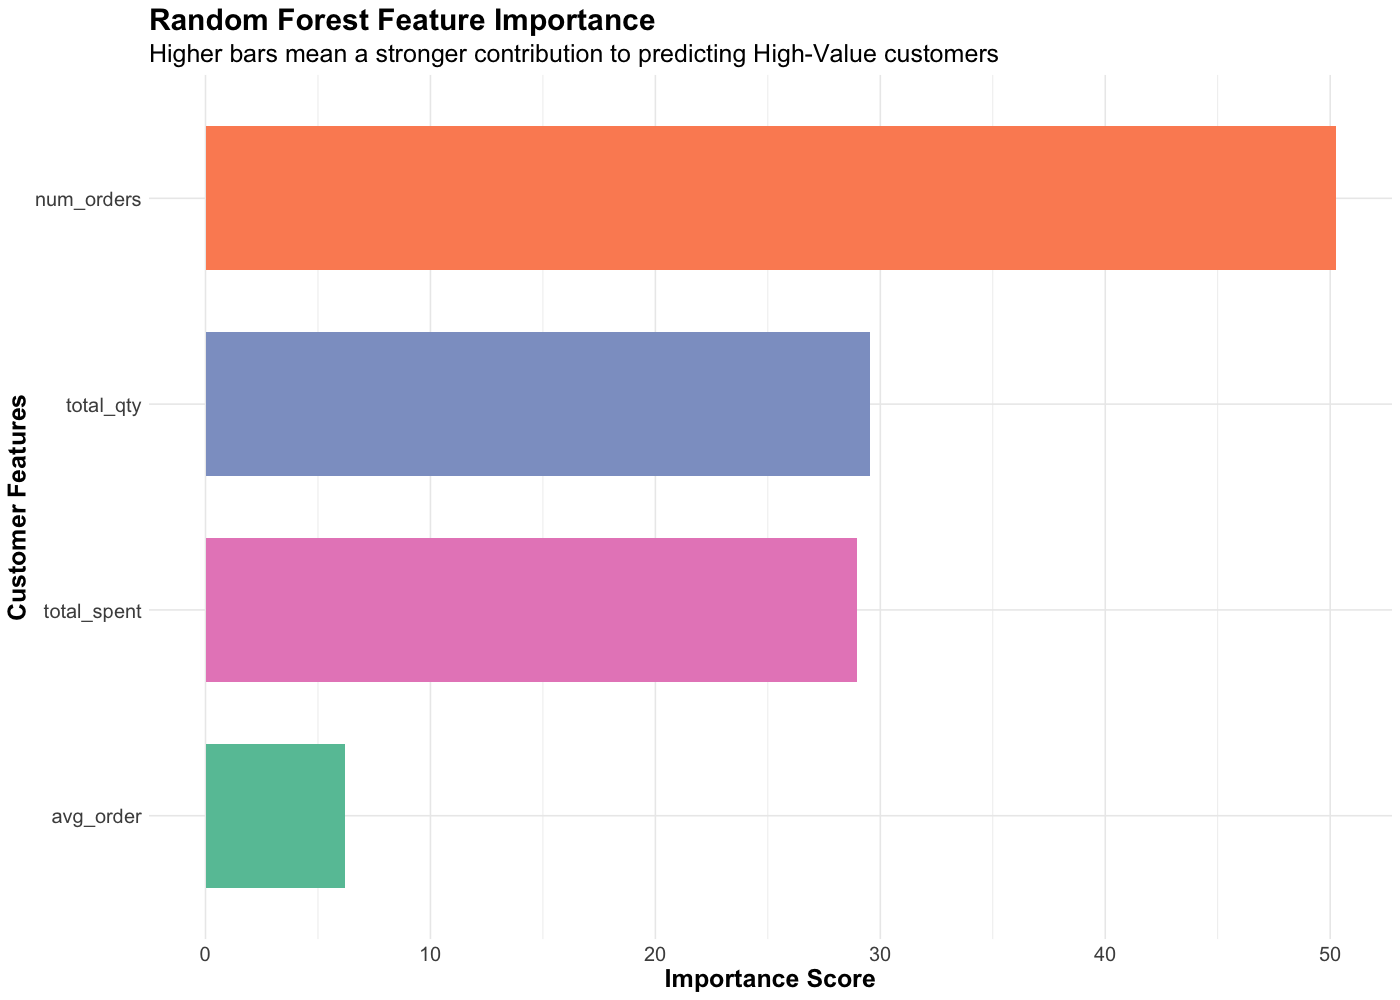 Random Forest Feature Importance
Higher bars mean a stronger contribution to predicting High-Value customers
Customer Features
num_orders
total_qty
total_spent
avg_order
0 10 20 30 40 50
Importance Score